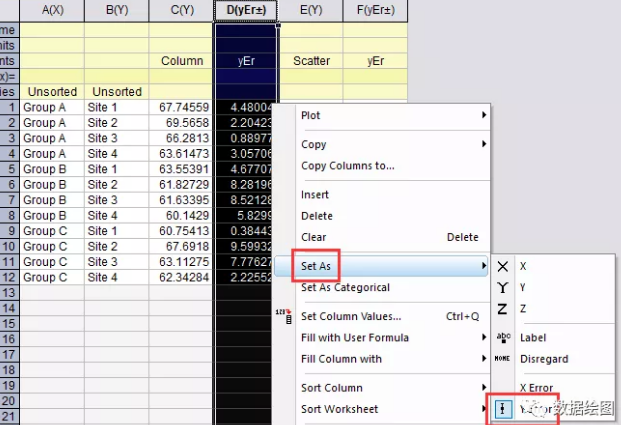 A(X) B(Y) C(Y) D(yEr±) E(Y) F(yEr±)
me
nits
nts Column yEr Scatter yEr
x)=
ies Unsorted Unsorted
1 Group A Site 1 67.74559 4.48004
2 Group A Site 2 69.5658 2.20423
3 Group A Site 3 66.2813 0.88977
4 Group A Site 4 63.61473 3.05706
5 Group B Site 1 63.55391 4.67707
6 Group B Site 2 61.82729 8.28196
7 Group B Site 3 61.63395 8.52128
8 Group B Site 4 60.1429 5.8299
9 Group C Site 1 60.75413 0.38443
10 Group C Site 2 67.6918 9.59932
11 Group C Site 3 63.11275 7.77627
12 Group C Site 4 62.34284 2.22552
13
14
15
16
17
18
19
20
21
Plot
Copy
Copy Columns to...
Insert
Delete
Clear Delete
Set As
Set As Categorical
Set Column Values... Ctrl+Q
Fill with User Formula
Fill Column with
Sort Column
Sort Worksheet
X
Y
Z
abc Label
NONE Disregard
X Error
数据绘图